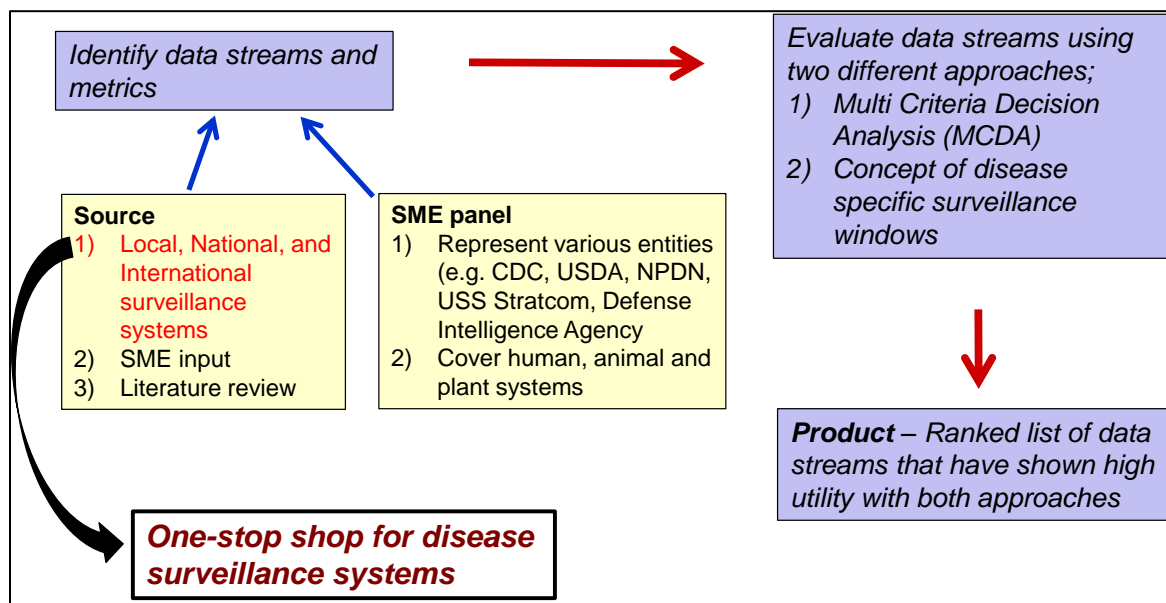 Identify data streams and
metrics
Evaluate data streams using
two different approaches;
1) Multi Criteria Decision
Analysis (MCDA)
2) Concept of disease
specific surveillance
windows
Source
1) Local, National, and
International
surveillance
systems
2) SME input
3) Literature review
SME panel
1) Represent various entities
(e.g. CDC, USDA, NPDN,
USS Stratcom, Defense
Intelligence Agency
2) Cover human, animal and
plant systems
Product – Ranked list of data
streams that have shown high
utility with both approaches
One-stop shop for disease
surveillance systems